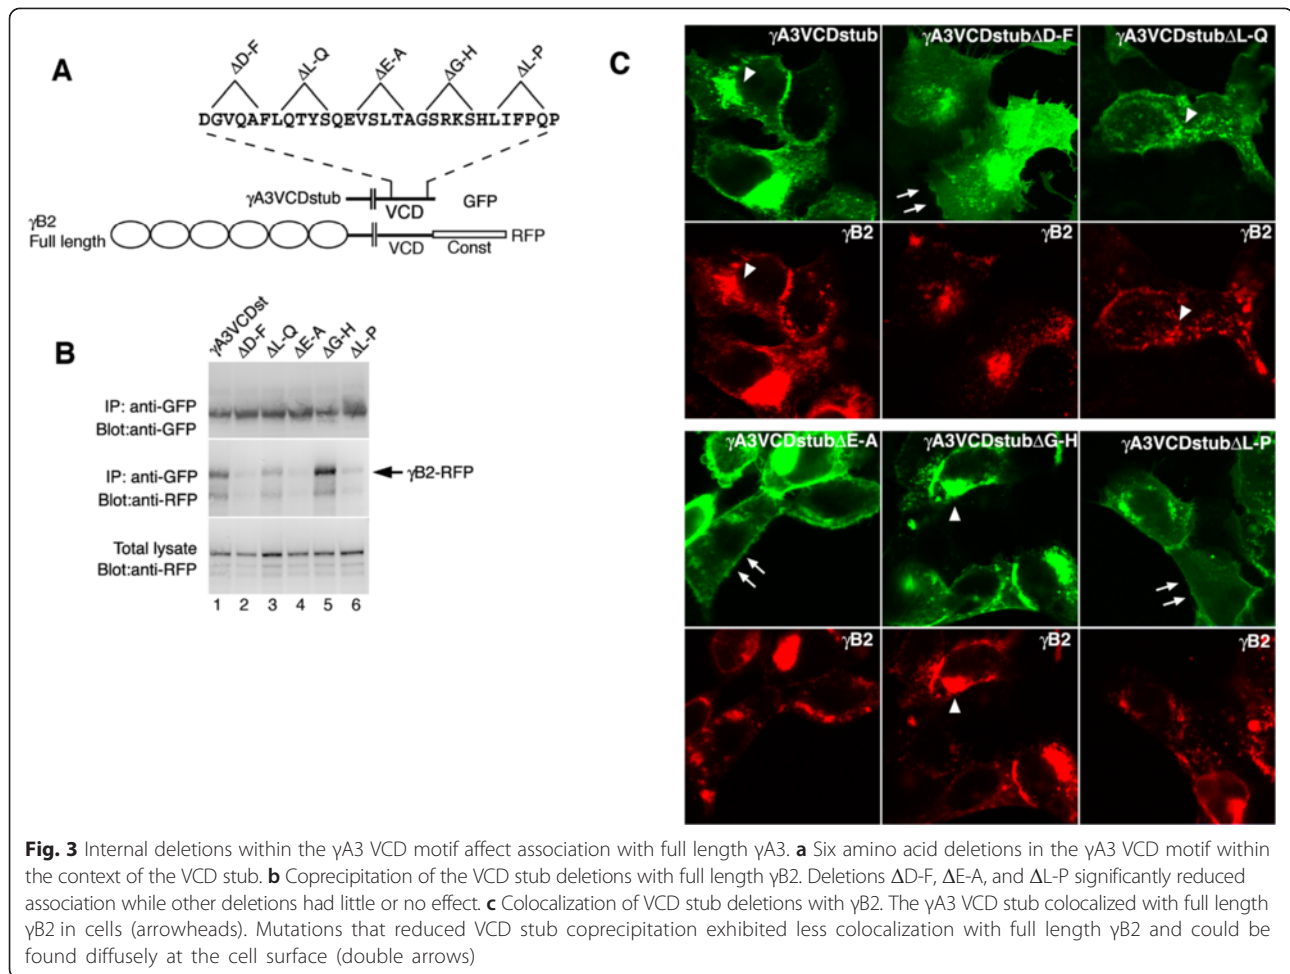 A
ΔD-F ΔL-Q ΔE-A ΔG-H ΔL-P
DGVQAFLQTYSQEVSLTAGSRKSHLIFPQP
γA3VCDstub VCD GFP
γB2
Full length VCD Const RFP
B
γA3VCDst ΔD-F ΔL-Q ΔE-A ΔG-H ΔL-P
IP: anti-GFP
Blot:anti-GFP
IP: anti-GFP
Blot:anti-RFP
γB2-RFP
Total lysate
Blot:anti-RFP
1 2 3 4 5 6
C
γA3VCDstub γA3VCDstubΔD-F γA3VCDstubΔL-Q
γB2 γB2 γB2
γA3VCDstubΔE-A γA3VCDstubΔG-H γA3VCDstubΔL-P
γB2 γB2 γB2
Fig. 3 Internal deletions within the γA3 VCD motif affect association with full length γA3. a Six amino acid deletions in the γA3 VCD motif within
the context of the VCD stub. b Coprecipitation of the VCD stub deletions with full length γB2. Deletions ΔD-F, ΔE-A, and ΔL-P significantly reduced
association while other deletions had little or no effect. c Colocalization of VCD stub deletions with γB2. The γA3 VCD stub colocalized with full length
γB2 in cells (arrowheads). Mutations that reduced VCD stub coprecipitation exhibited less colocalization with full length γB2 and could be
found diffusely at the cell surface (double arrows)